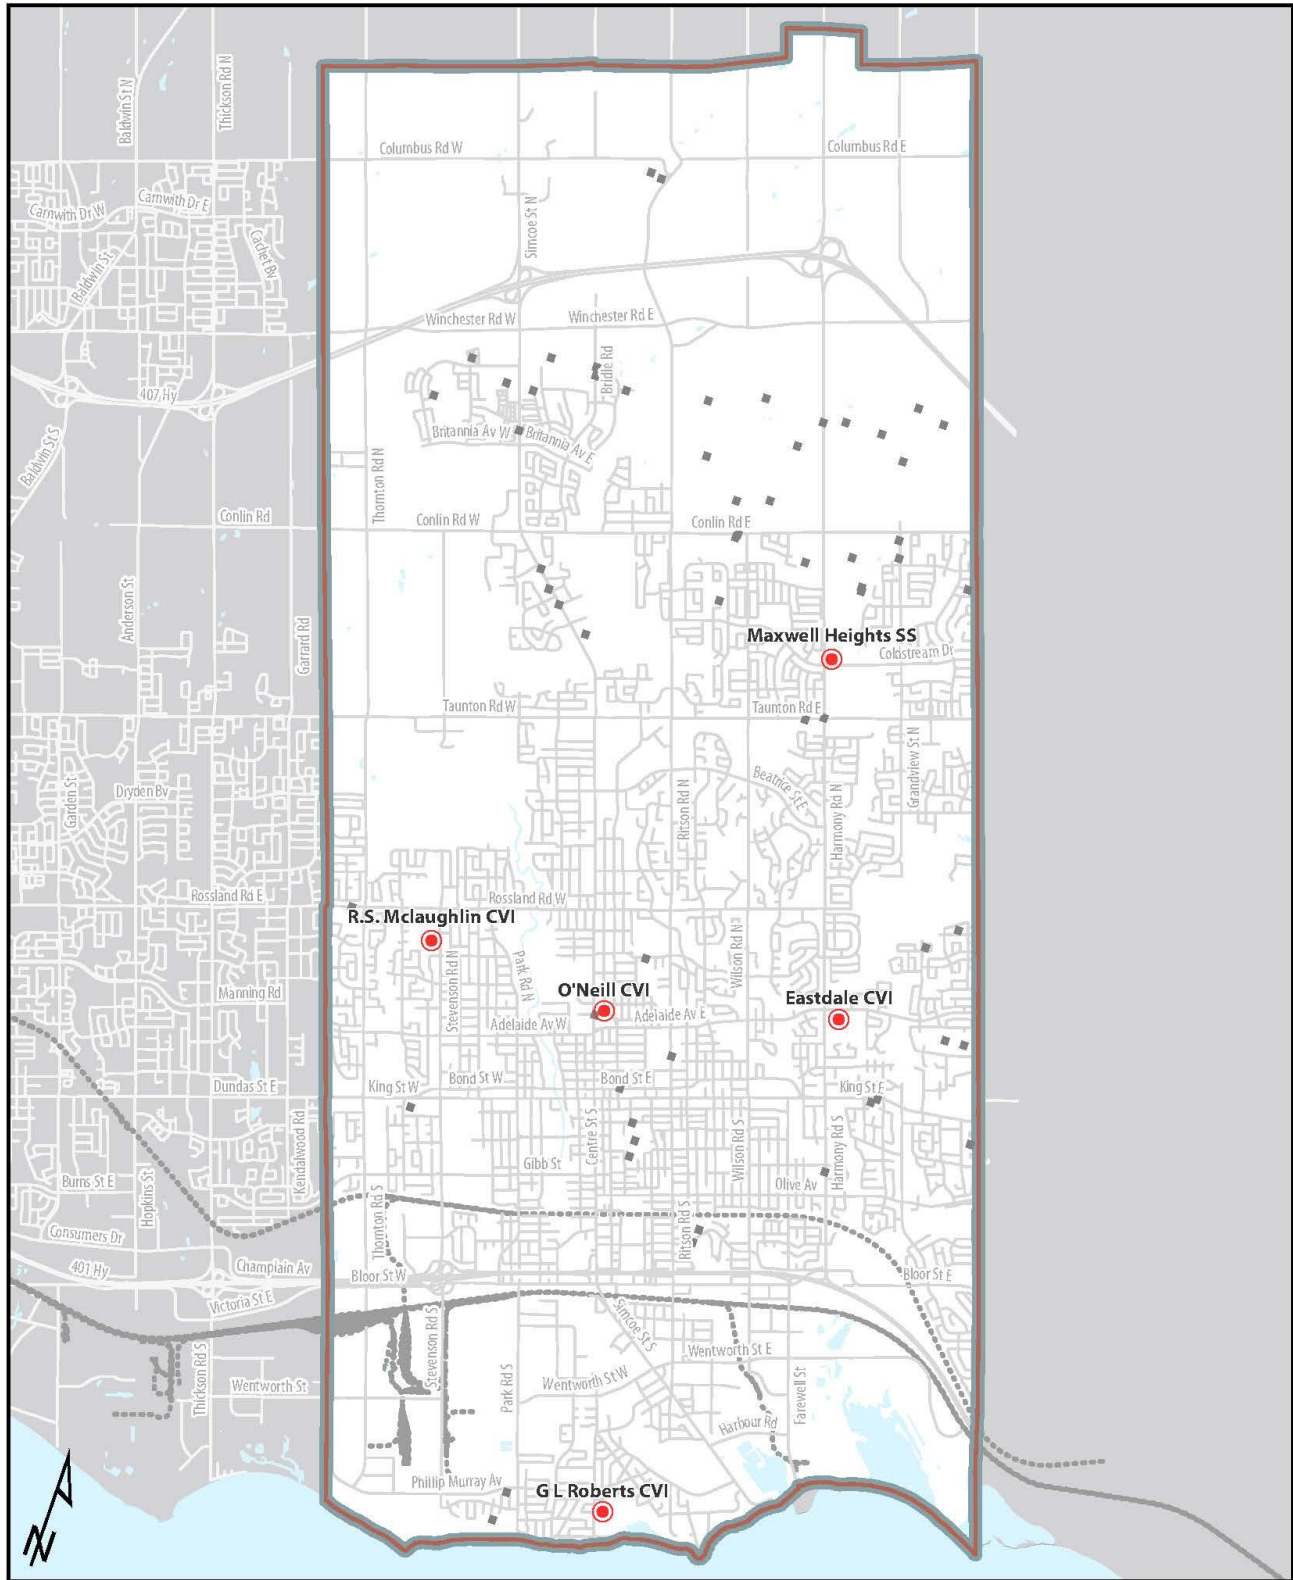 Baldwin St N
Thickson Rd N
Columbus Rd W
Columbus Rd E
Carnwith Dr W
Carnwith Dr E
Cachet Bv
Simcoe St N
Baldwin St
Winchester Rd W
Winchester Rd E
407 Hy
Bridle Rd
Britannia Av W
Britannia Av E
Baldwin St S
Thornton Rd N
Conlin Rd
Conlin Rd W
Conlin Rd E
Anderson St
Garrard Rd
Maxwell Heights SS
Coldstream Dr
Taunton Rd W
Taunton Rd E
Grandview St N
Garden St
Dryden Bv
Beatrice St E
Ritson Rd N
Harmony Rd N
Rossland Rd E
Rossland Rd W
R.S. Mclaughlin CVI
Wilson Rd N
Park Rd N
Stevenson Rd N
Manning Rd
O'Neill CVI
Eastdale CVI
Adelaide Av W
Adelaide Av E
Dundas St E
King St W
Bond St W
Bond St E
King St E
Kendalwood Rd
Centre St S
Wilson Rd S
Harmony Rd S
Gibb St
Burns St E
Hopkins St
Olive Av
Consumers Dr
Thornton Rd S
Ritson Rd S
401 Hy
Champlain Av
Bloor St W
Bloor St E
Victoria St E
Simcoe St S
Stevenson Rd S
Wentworth St E
Thickson Rd S
Wentworth St
Park Rd S
Wentworth St W
Farewell St
Harbour Rd
Phillip Murray Av
G L Roberts CVI
N